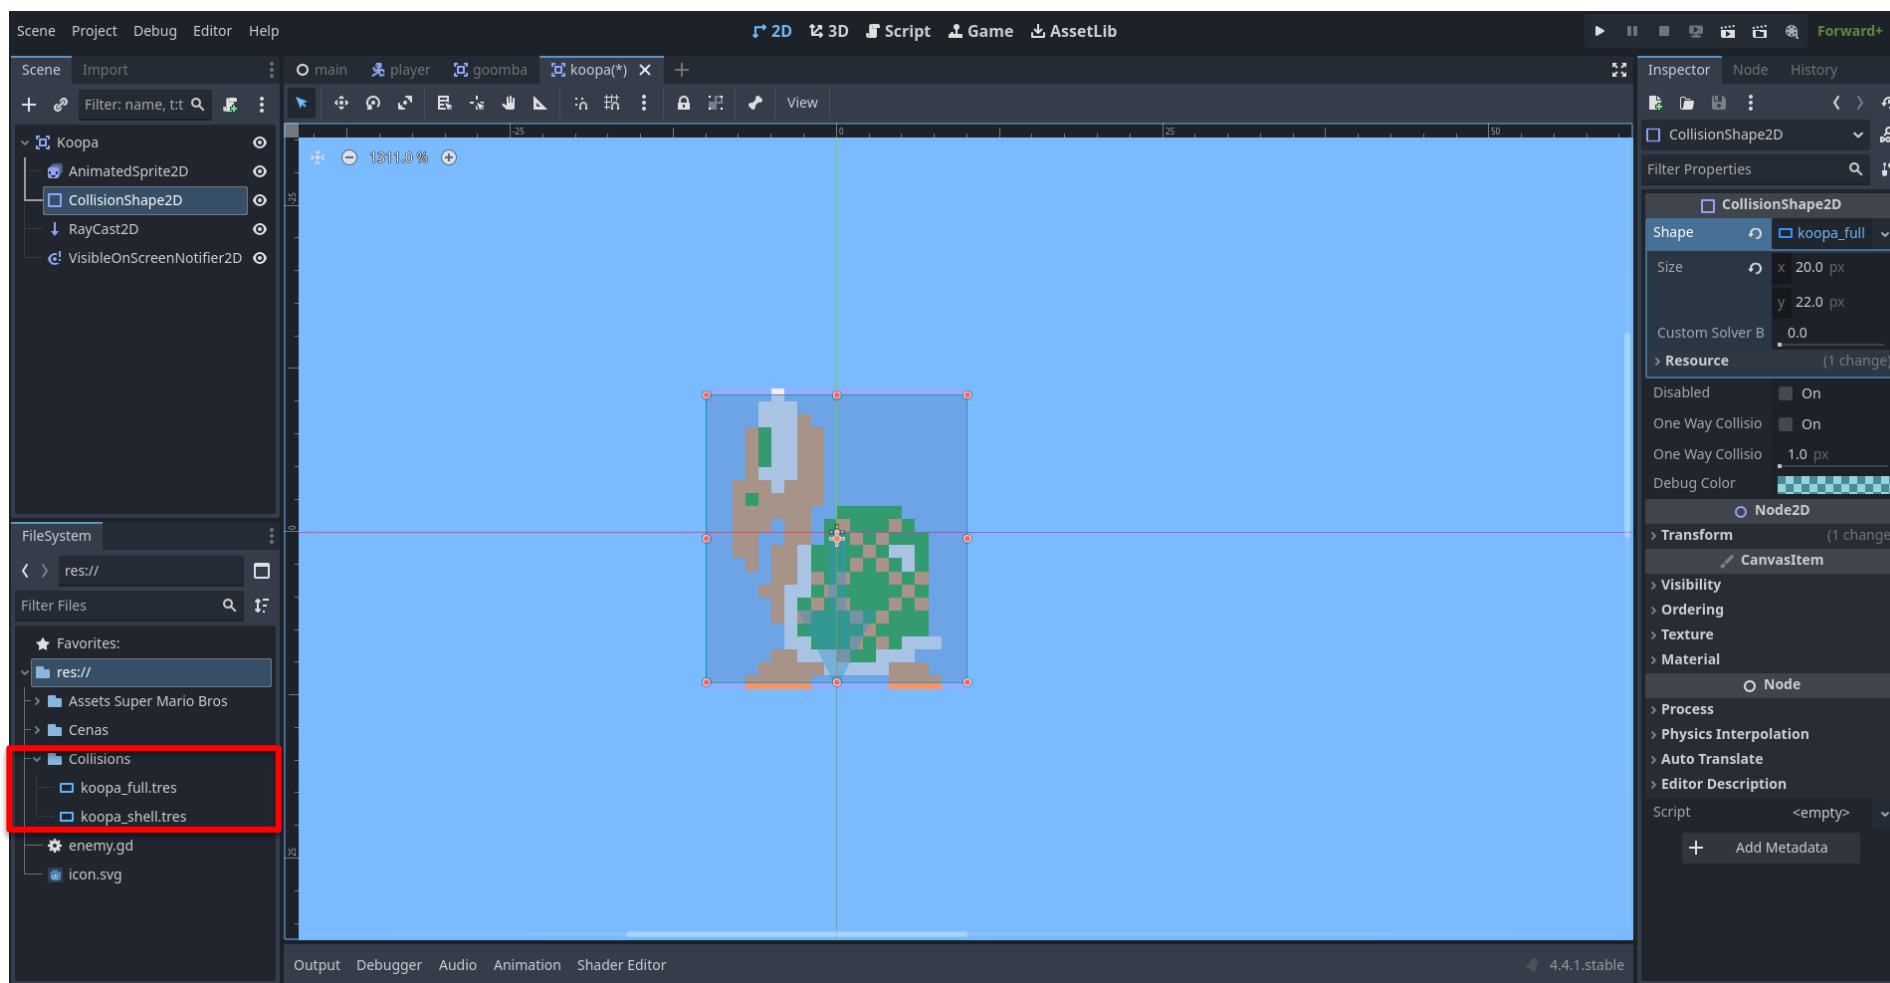 Scene Project Debug Editor Help
2D 3D Script Game AssetLib
Forward+
Scene Import
main player goomba koopa(*)
Inspector Node History
Filter: name, t:t
View
Koopa
AnimatedSprite2D
CollisionShape2D
RayCast2D
VisibleOnScreenNotifier2D
-25 0 25 50
1311.0 %
-25
0
25
FileSystem
res://
Filter Files
Favorites:
res://
Assets Super Mario Bros
Cenas
Collisions
koopa_full.tres
koopa_shell.tres
enemy.gd
icon.svg
Output Debugger Audio Animation Shader Editor
4.4.1.stable
CollisionShape2D
Filter Properties
CollisionShape2D
Shape koopa_full
Size x 20.0 px
y 22.0 px
Custom Solver B 0.0
Resource (1 change)
Disabled On
One Way Collisio On
One Way Collisio 1.0 px
Debug Color
Node2D
Transform (1 change
CanvasItem
Visibility
Ordering
Texture
Material
Node
Process
Physics Interpolation
Auto Translate
Editor Description
Script <empty>
Add Metadata